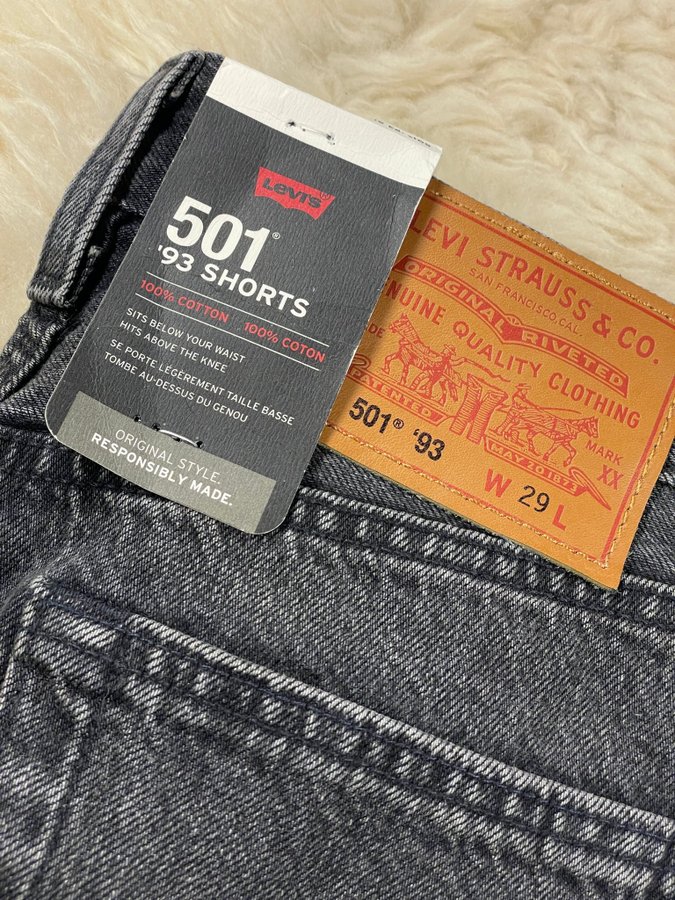 Levi's®
501®
'93 SHORTS
100% COTTON 100% COTON
SITS BELOW YOUR WAIST
HITS ABOVE THE KNEE
SE PORTE LÉGÈREMENT TAILLE BASSE
TOMBE AU-DESSUS DU GENOU
ORIGINAL STYLE.
RESPONSIBLY MADE.
LEVI STRAUSS & CO.
SAN FRANCISCO, CAL.
ORIGINAL RIVETED
QUALITY CLOTHING
PATENTED
MAY 20 1873
MARK
XX
501® '93
W 29 L